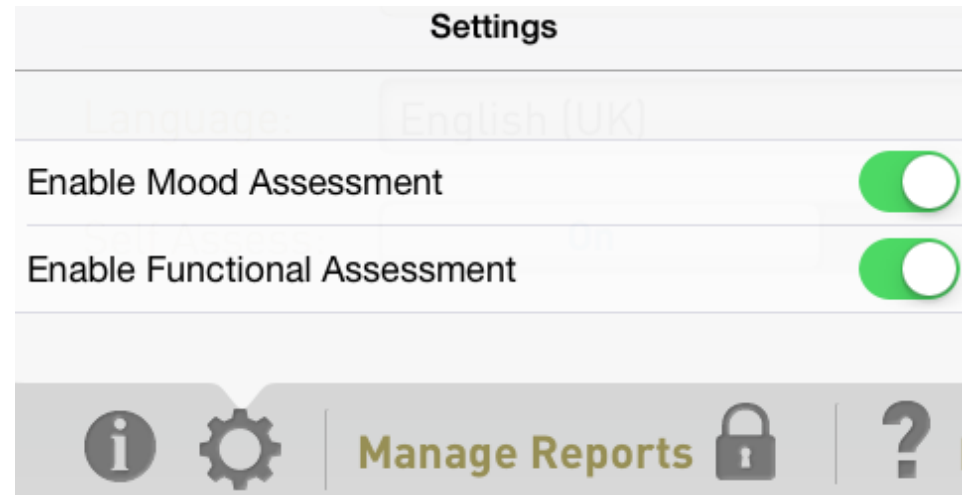 Settings
Language: English (UK)
Enable Mood Assessment
Self Assess: On
Enable Functional Assessment
Manage Reports ?